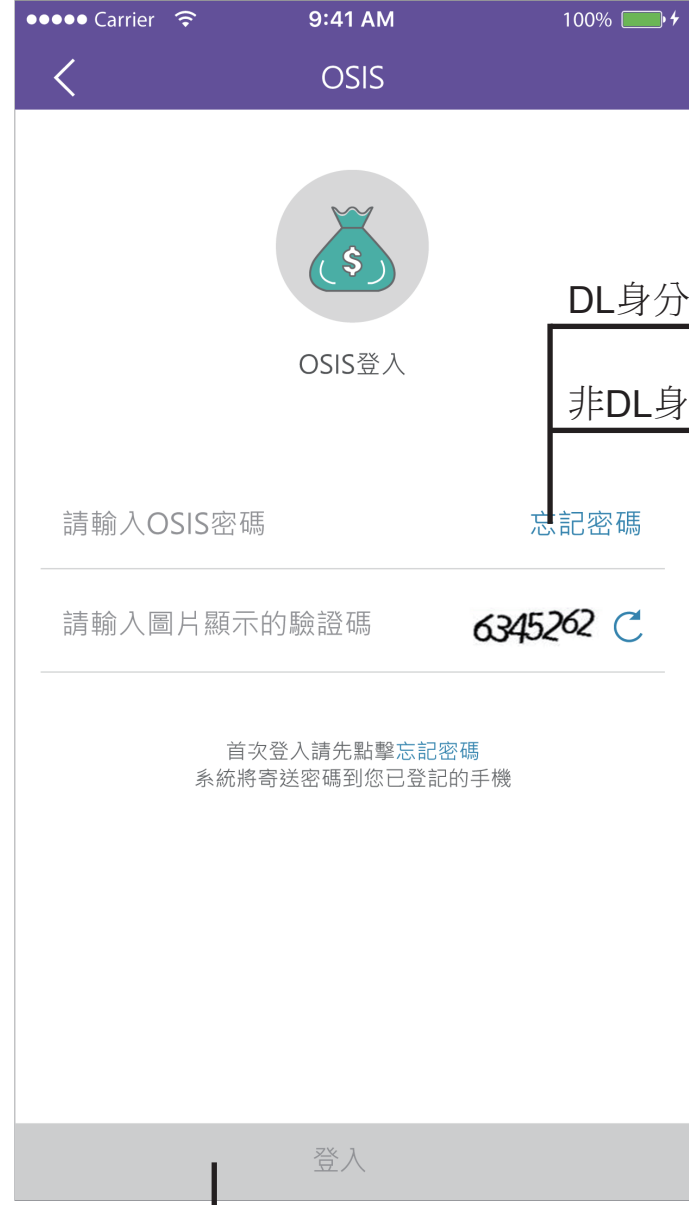 Carrier 9:41 AM 100%
OSIS
OSIS登入
DL身分
非DL身
請輸入OSIS密碼 忘記密碼
請輸入圖片顯示的驗證碼 6345262
首次登入請先點擊忘記密碼
系統將寄送密碼到您已登記的手機
登入